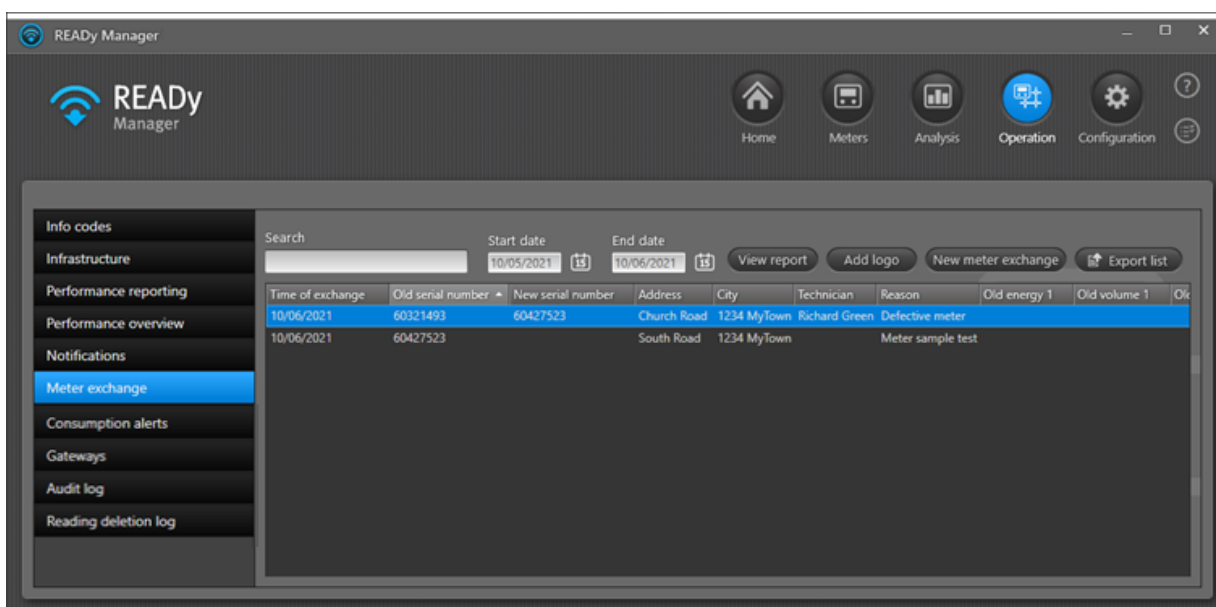 READy Manager
READy
Manager
Home Meters Analysis Operation Configuration
?
Info codes
Infrastructure
Performance reporting
Performance overview
Notifications
Meter exchange
Consumption alerts
Gateways
Audit log
Reading deletion log
Search Start date End date
10/05/2021 15 10/06/2021 15 View report Add logo New meter exchange Export list
Time of exchange Old serial number New serial number Address City Technician Reason Old energy 1 Old volume 1 Ol
10/06/2021 60321493 60427523 Church Road 1234 MyTown Richard Green Defective meter
10/06/2021 60427523 South Road 1234 MyTown Meter sample test